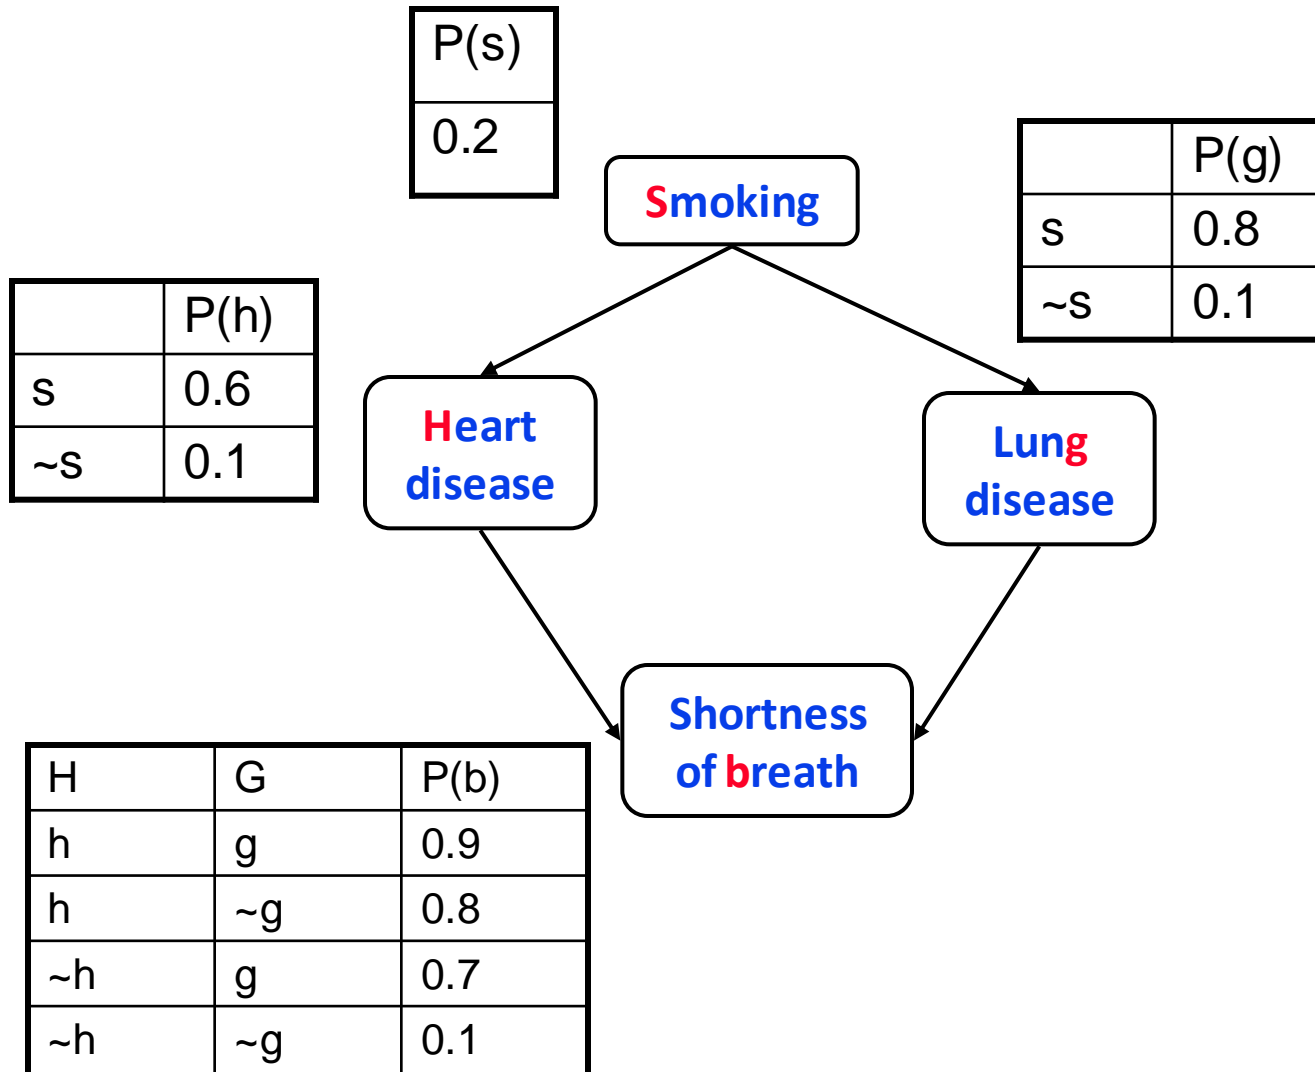 P(s)
0.2
Smoking
P(g)
s 0.8
~s 0.1
P(h)
s 0.6
~s 0.1
Heart
disease
Lung
disease
Shortness
of breath
H G P(b)
h g 0.9
h ~g 0.8
~h g 0.7
~h ~g 0.1